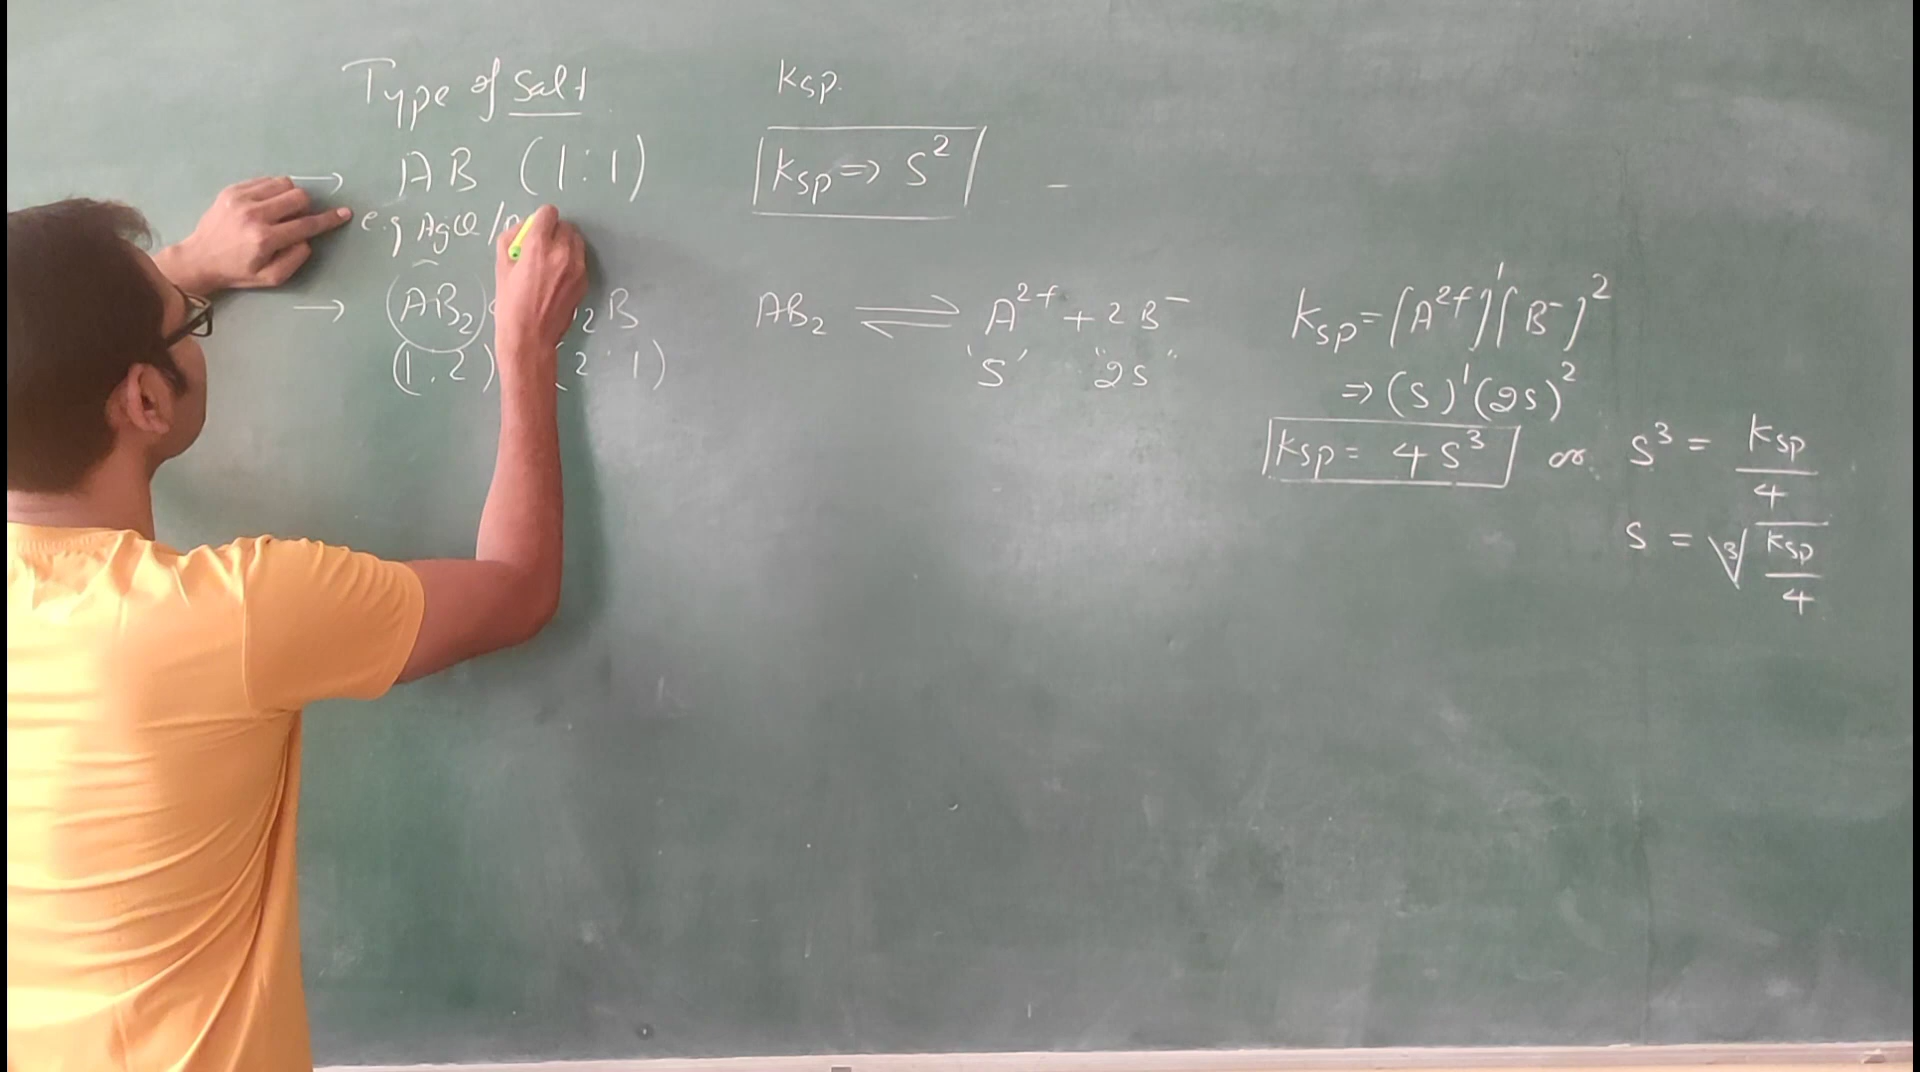 Type of Salt
Ksp.
→ AB (1:1)
Ksp => S²
e.g AgCl /
→ AB₂
₂B
(1:2)
(2:1)
AB₂ ⇌ A²⁺ + 2B⁻
'S' "2S"
Ksp = [A²⁺]¹[B⁻]²
=> (S)¹(2S)²
Ksp = 4S³ or S³ = Ksp/4
S = ³√Ksp/4